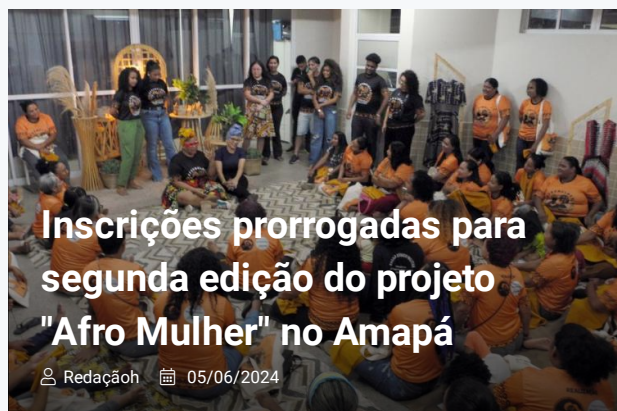 Inscrições prorrogadas para
segunda edição do projeto
"Afro Mulher" no Amapá
Redaçãoh 05/06/2024